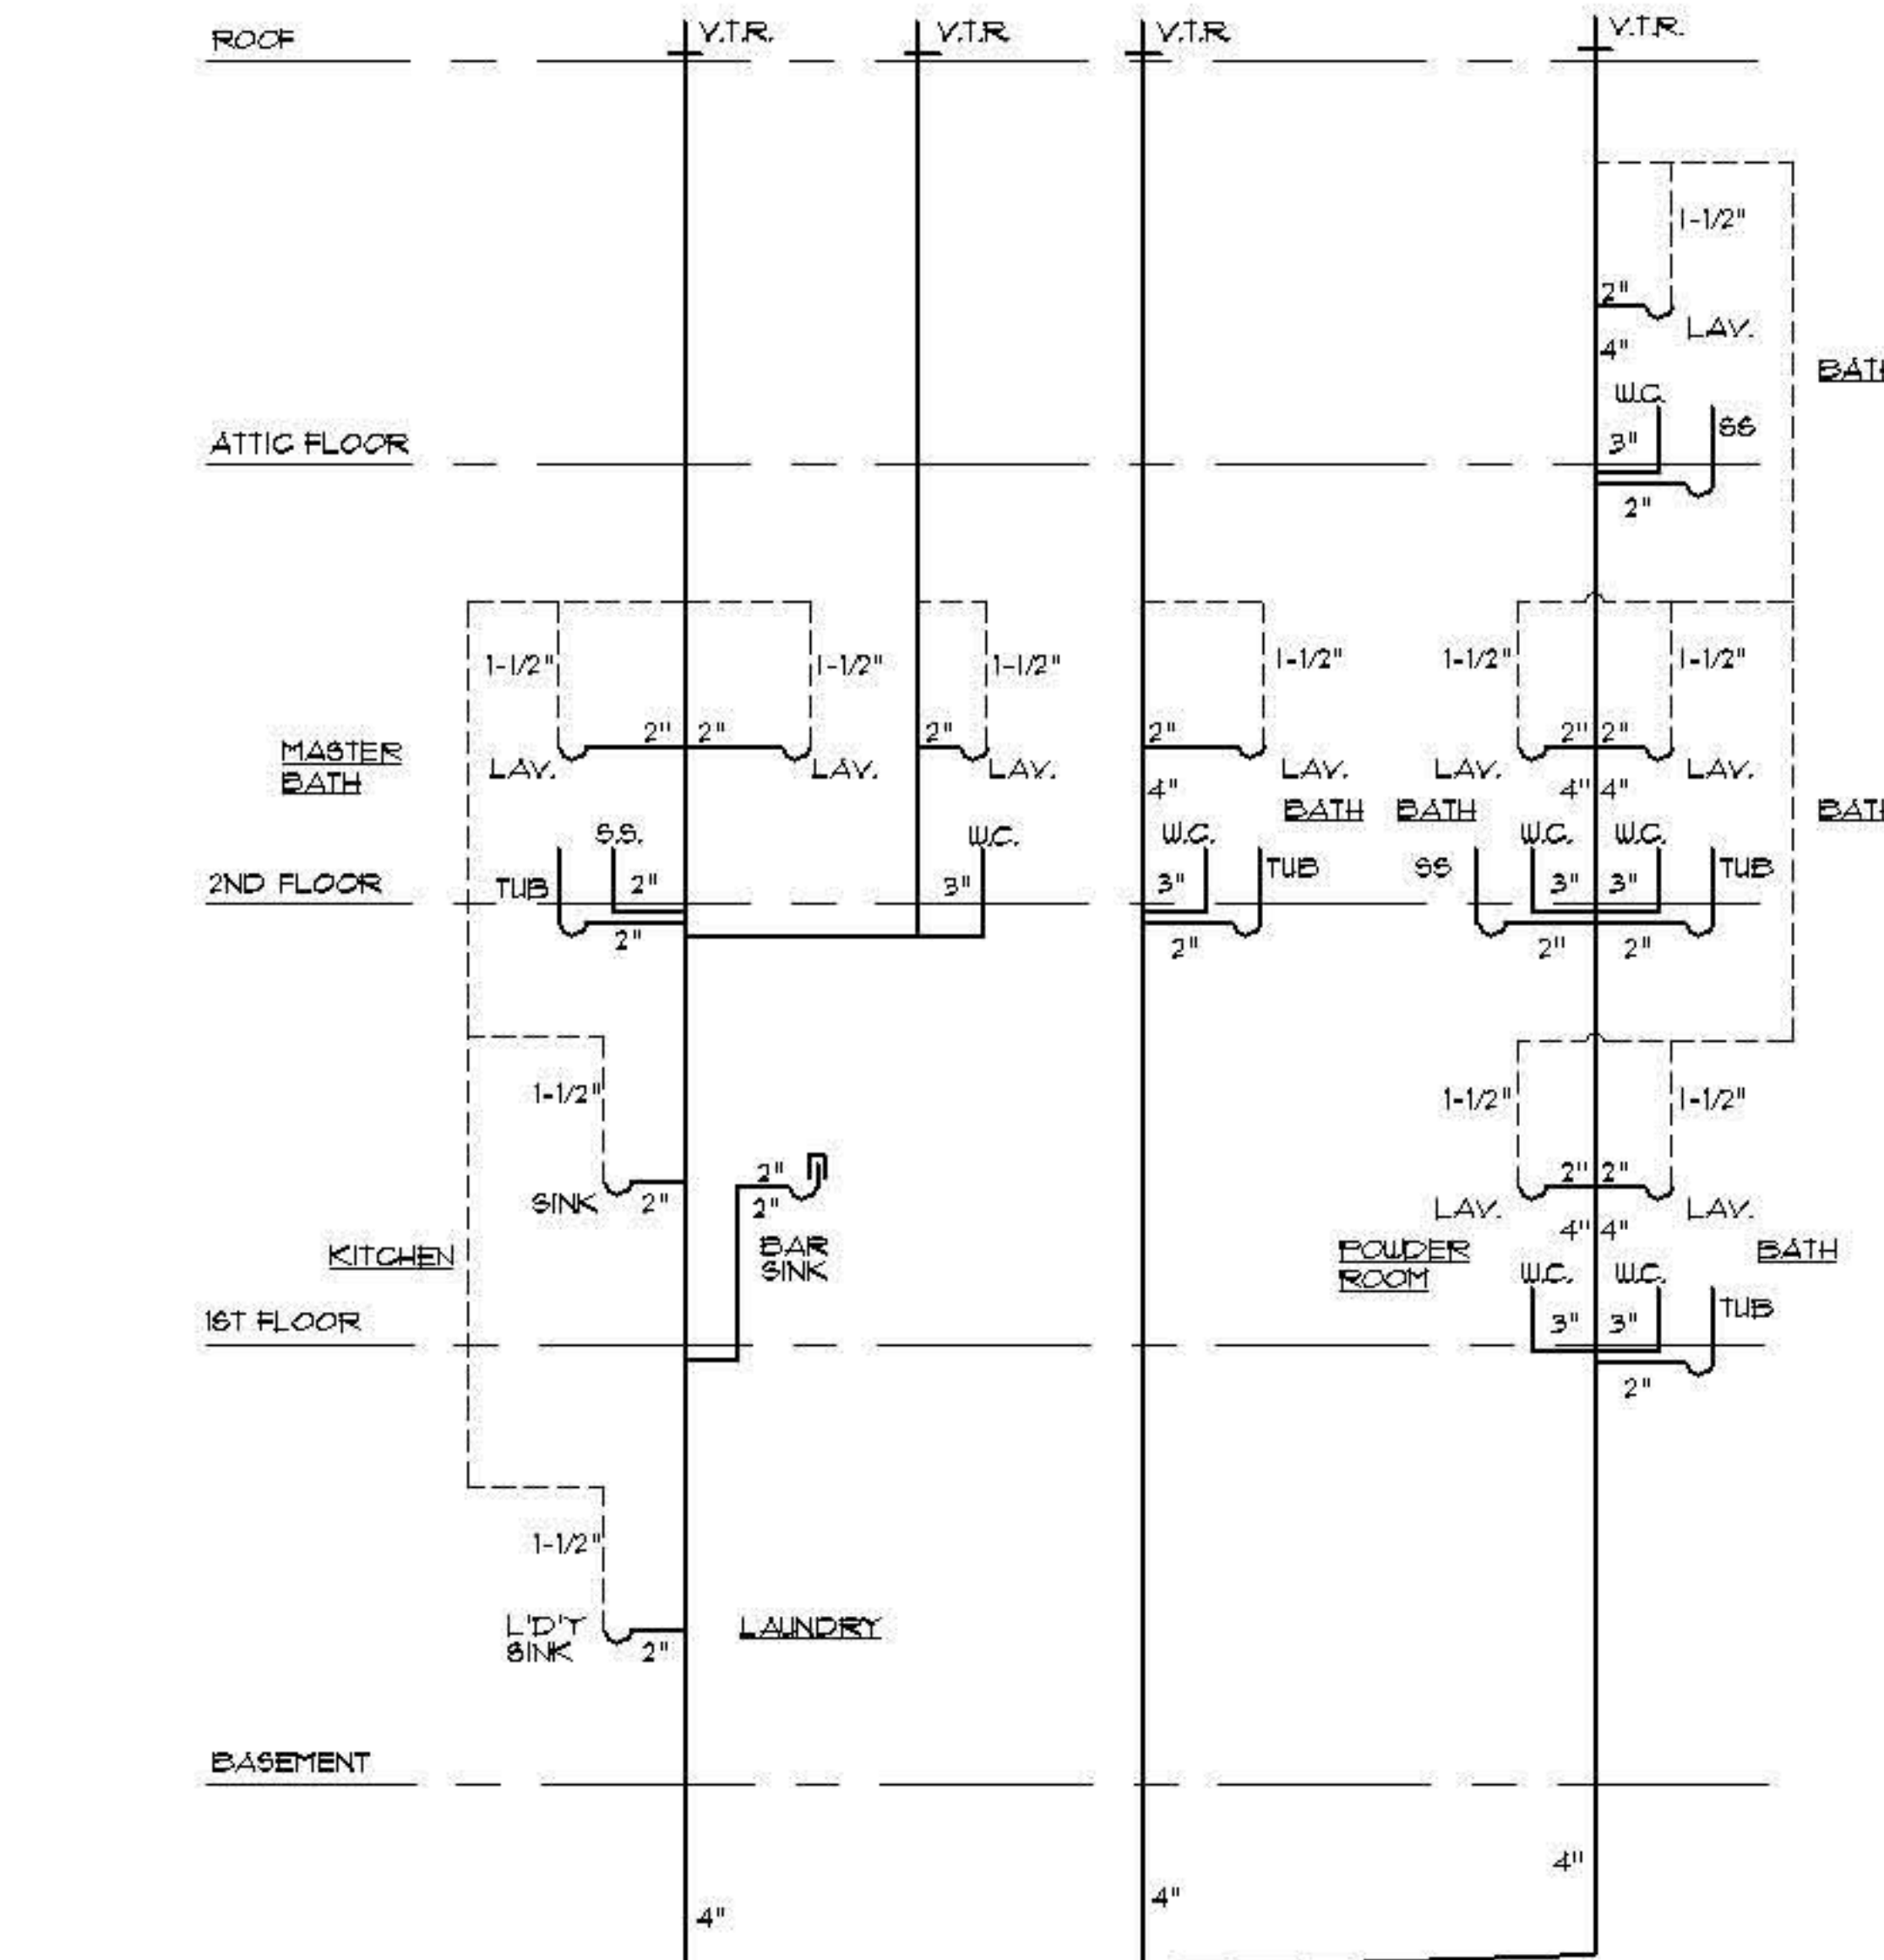 ROOF
V.T.R.
V.T.R
V.T.R
V.T.R.
1-1/2"
2"
LAV.
4"
W.C.
3"
SS
2"
ATTIC FLOOR
1-1/2"
1-1/2"
1-1/2"
1-1/2"
1-1/2"
1-1/2"
2"
2"
2"
2"
2"
2"
MASTER
BATH
LAV.
LAV.
LAV.
LAV.
LAV.
LAV.
4"
4"
4"
BATH
BATH
S.S.
W.C.
W.C.
W.C.
W.C.
2ND FLOOR
TUB
2"
3"
3"
TUB
SS
3"
3"
TUB
2"
2"
2"
2"
1-1/2"
1-1/2"
1-1/2"
SINK
2"
2"
2"
BAR
SINK
2"
2"
LAV.
LAV.
4"
4"
KITCHEN
POWDER
ROOM
BATH
W.C.
W.C.
1ST FLOOR
3"
3"
TUB
2"
1-1/2"
L'D'Y
SINK
2"
LAUNDRY
BASEMENT
4"
4"
4"